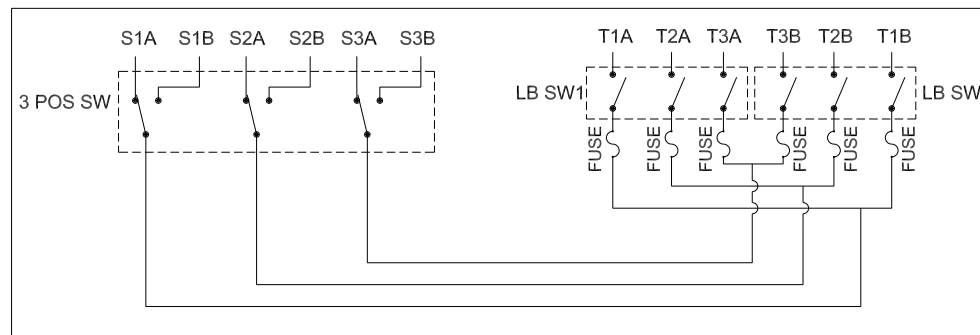 S1A S1B S2A S2B S3A S3B
T1A T2A T3A T3B T2B T1B
3 POS SW
LB SW1
LB SW
FUSE FUSE FUSE FUSE FUSE FUSE